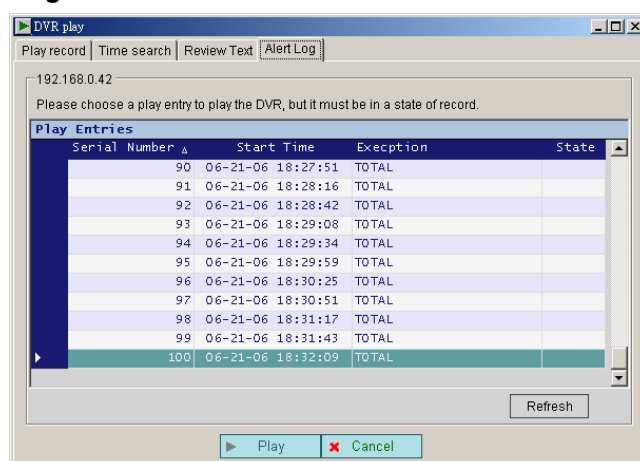 DVR play
Play record Time search Review Text Alert Log
192.168.0.42
Please choose a play entry to play the DVR, but it must be in a state of record.
Play Entries
Serial Number Start Time Execption State
90 06-21-06 18:27:51 TOTAL
91 06-21-06 18:28:16 TOTAL
92 06-21-06 18:28:42 TOTAL
93 06-21-06 18:29:08 TOTAL
94 06-21-06 18:29:34 TOTAL
95 06-21-06 18:29:59 TOTAL
96 06-21-06 18:30:25 TOTAL
97 06-21-06 18:30:51 TOTAL
98 06-21-06 18:31:17 TOTAL
99 06-21-06 18:31:43 TOTAL
100 06-21-06 18:32:09 TOTAL
Refresh
Play Cancel